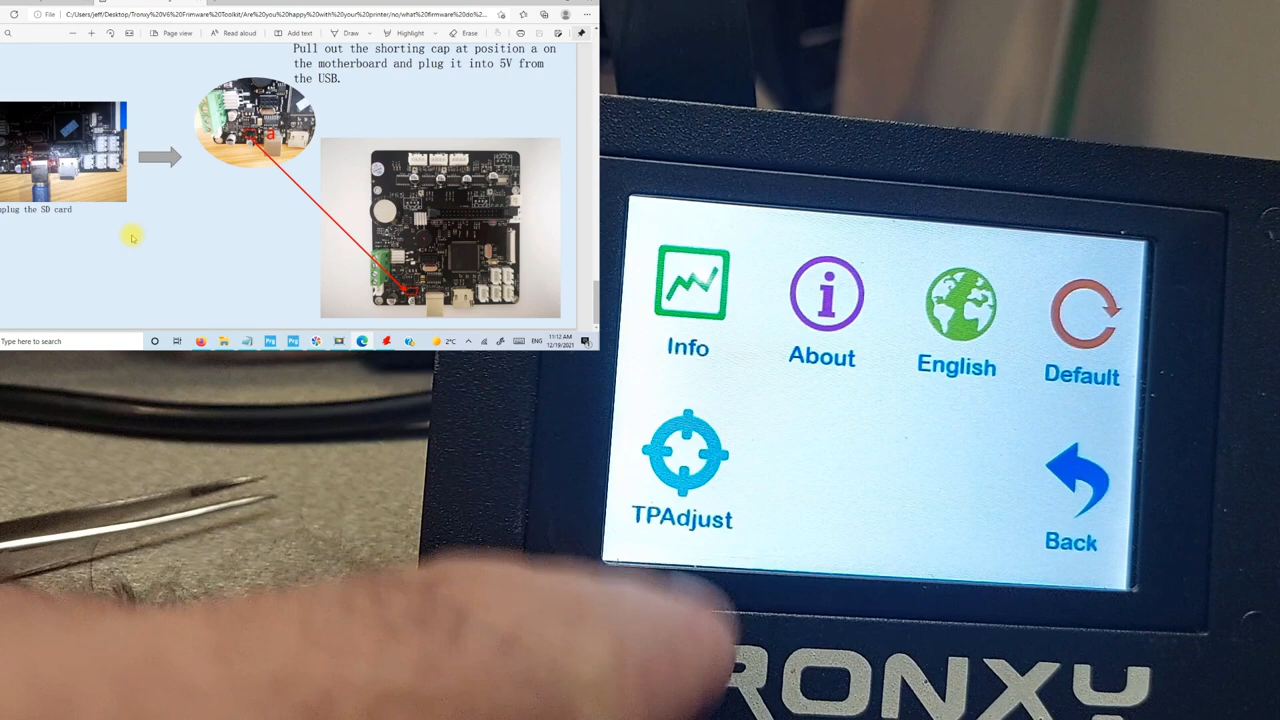 C:/Users/jeff/Desktop/Tronxy%20V6%20Frimware%20Toolkit/Are%20you%20happy%20with%20your%20printer/no/what%20firmware%20do%2...
File
Page view
Read aloud
Add text
Draw
Highlight
Erase
Pull out the shorting cap at position a on
the motherboard and plug it into 5V from
the USB.
a
plug the SD card
Type here to search
2°C
ENG
11:12 AM
12/19/2021
Info
About
English
Default
TPAdjust
Back
RONXY